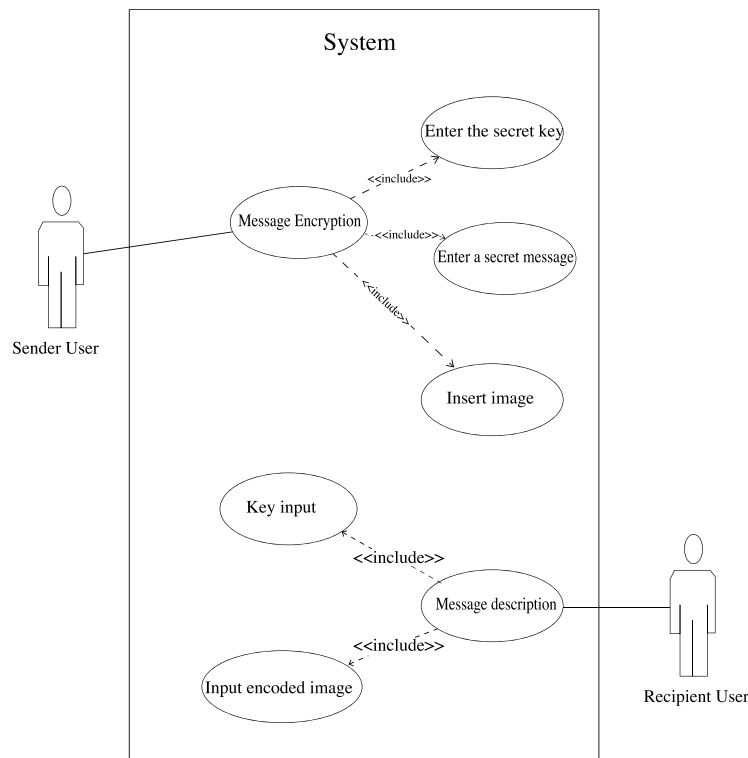 System
Enter the secret key
<<include>>
Message Encryption
<<include>>
Enter a secret message
<<include>>
Sender User
Insert image
Key input
<<include>>
Message description
<<include>>
Input encoded image
Recipient User